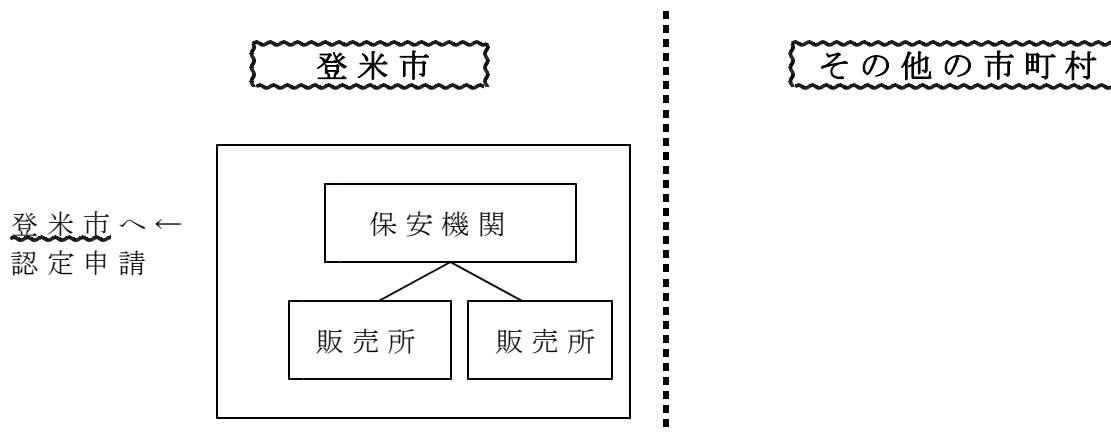 登米市
その他の市町村
登米市へ←
認定申請
保安機関
販売所
販売所